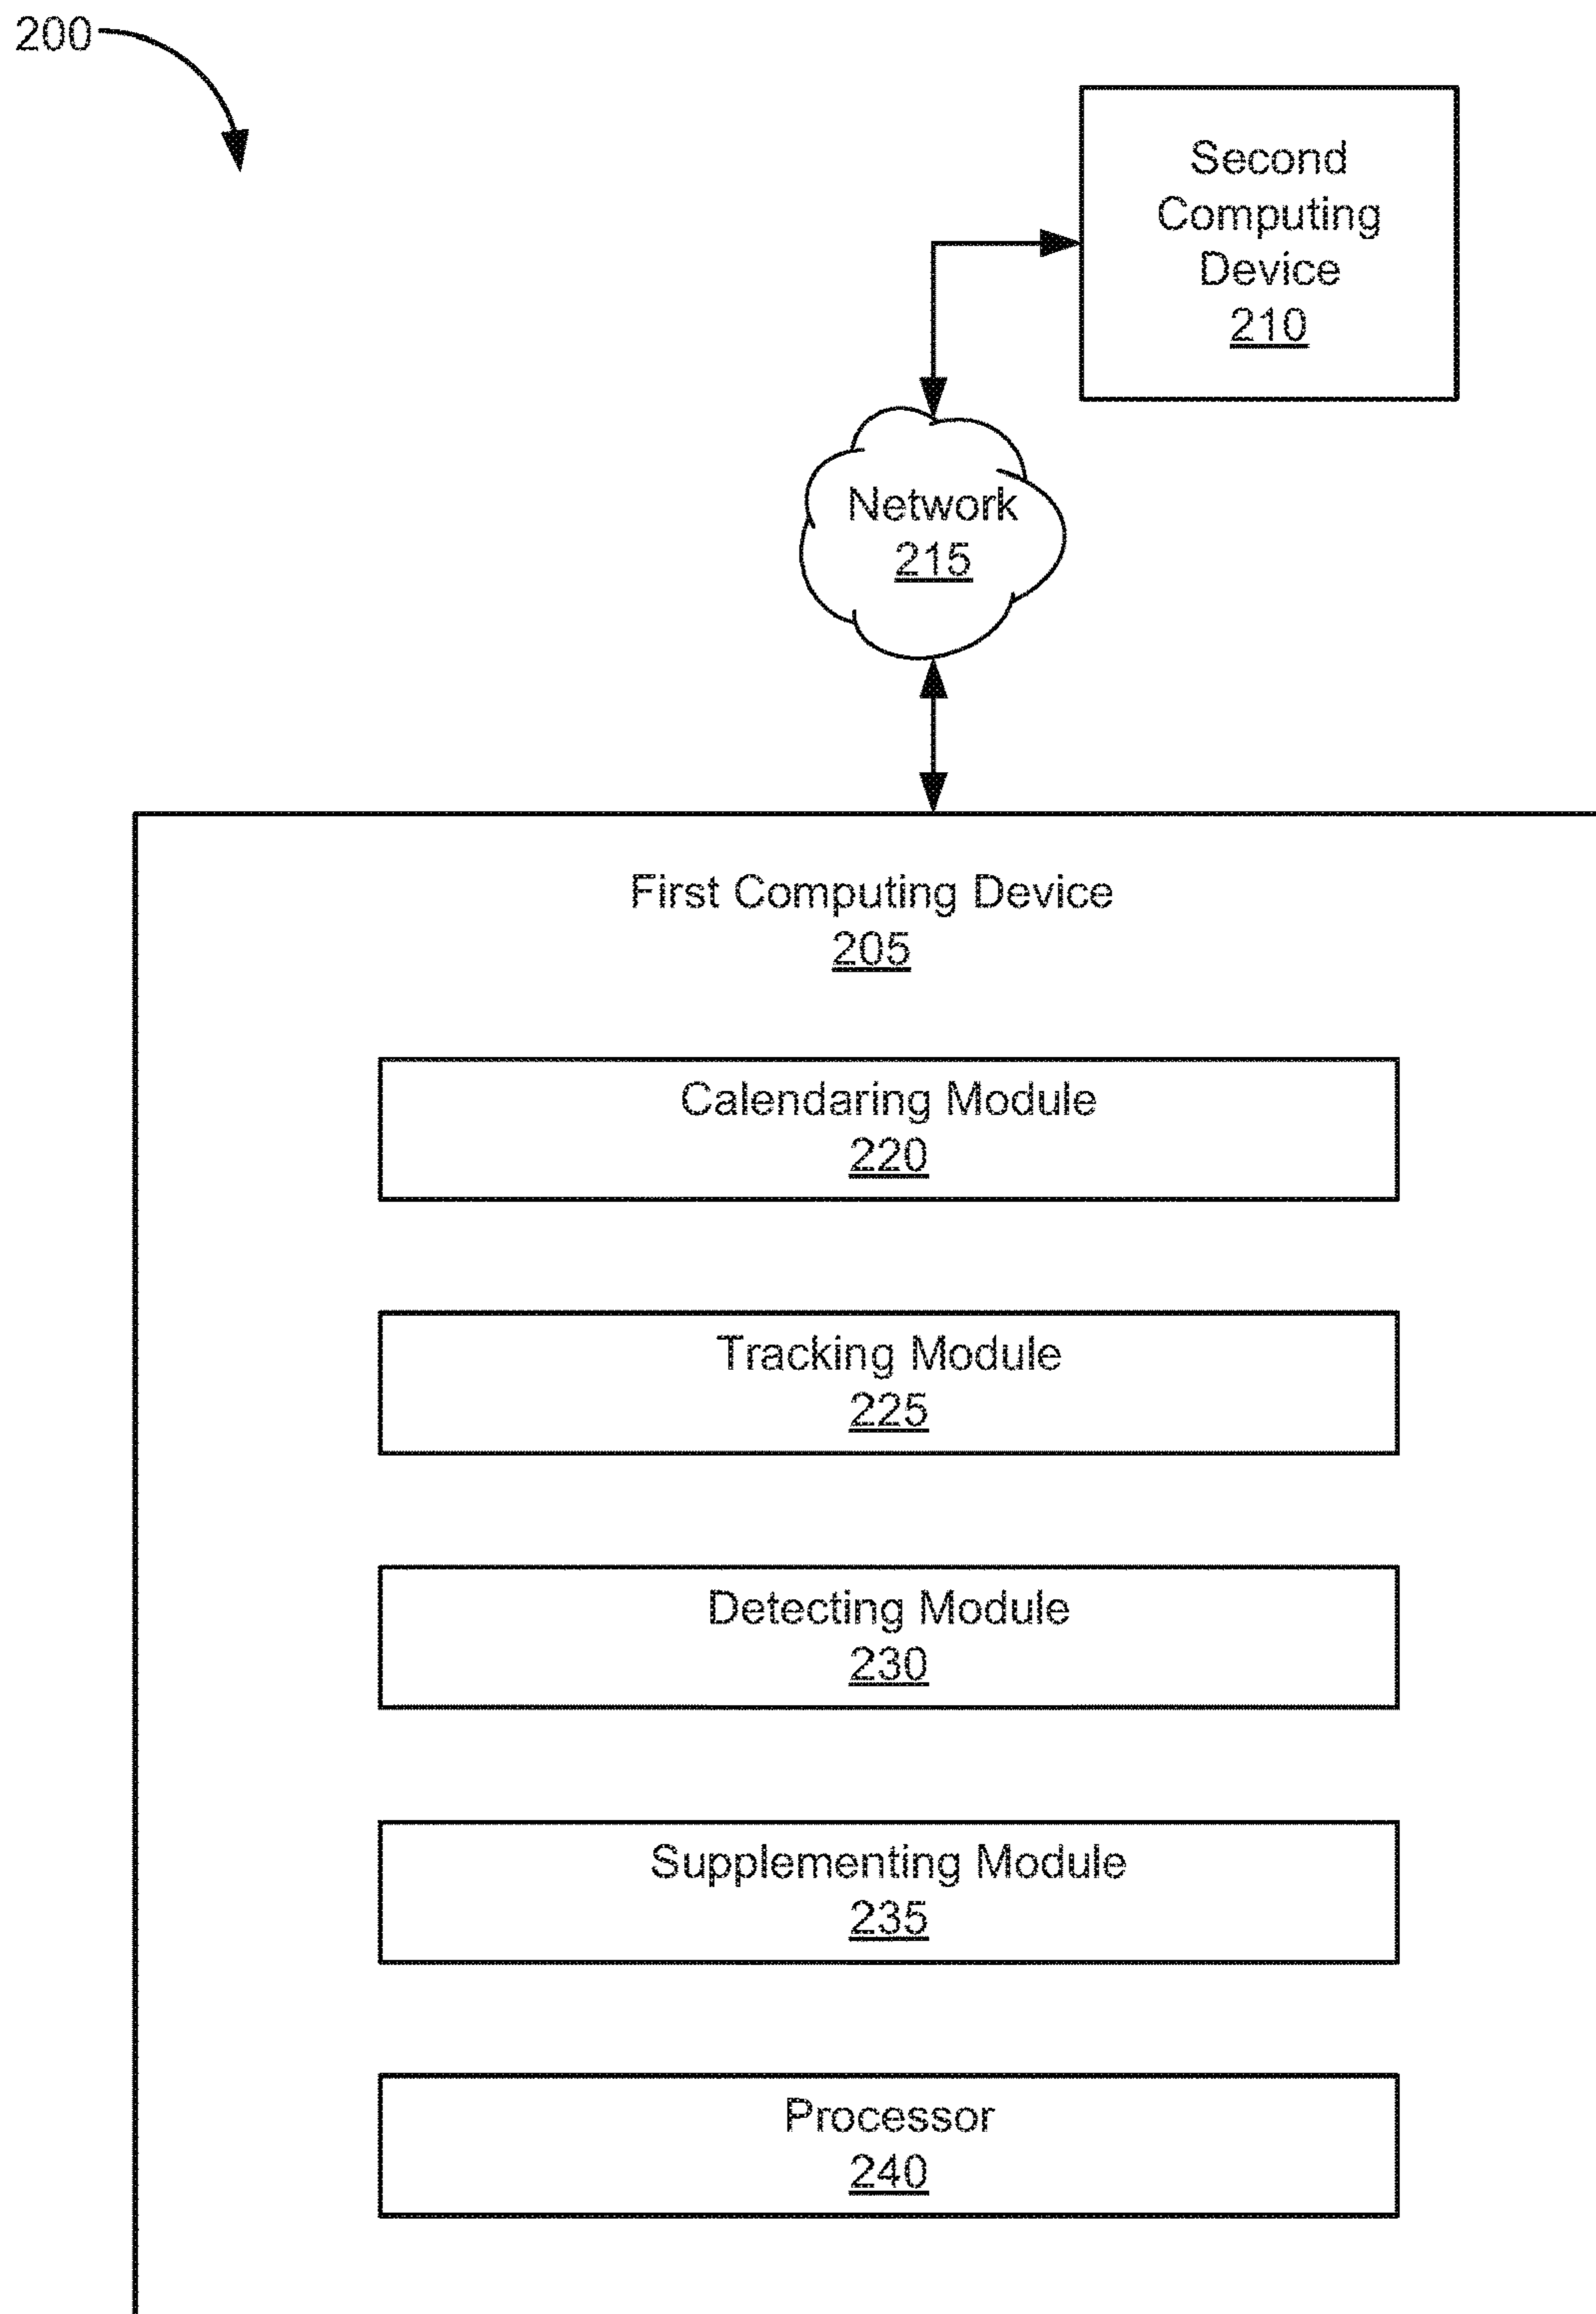 200
Second
Computing
Device
210
Network
215
First Computing Device
205
Calendaring Module
220
Tracking Module
225
Detecting Module
230
Supplementing Module
235
Processor
240